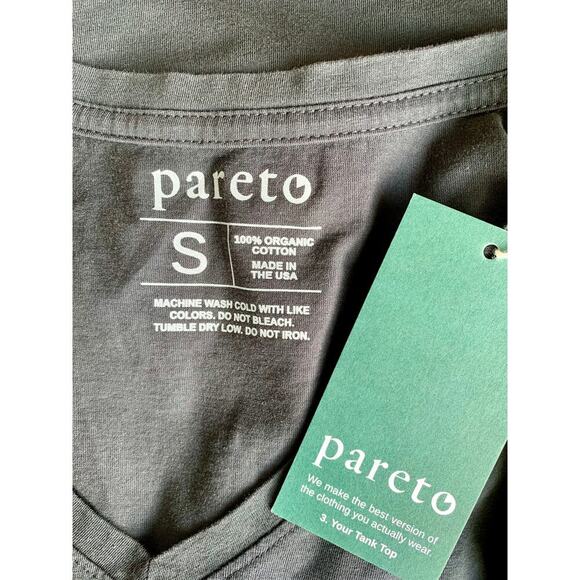 pareto
S
100% ORGANIC
COTTON
MADE IN
THE USA
MACHINE WASH COLD WITH LIKE
COLORS. DO NOT BLEACH.
TUMBLE DRY LOW. DO NOT IRON.
pareto
We make the best version of
the clothing you actually wear.
3. Your Tank Top